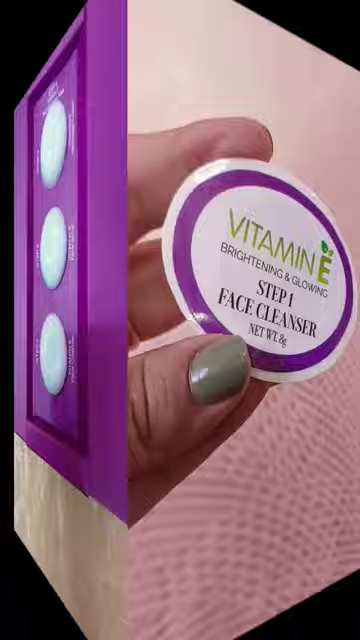 VITAMIN E
BRIGHTENING & GLOWING
STEP 1
FACE CLEANSER
NET WT. 8g